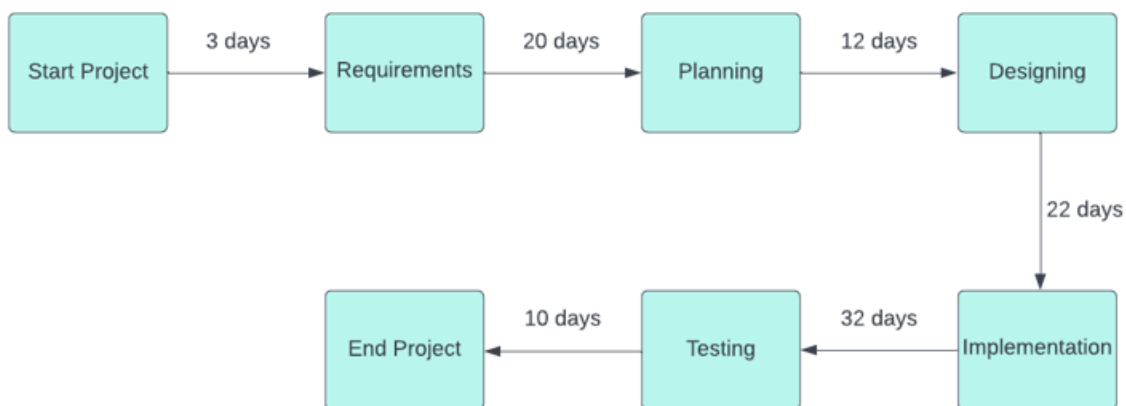 3 days
20 days
12 days
Start Project
Requirements
Planning
Designing
22 days
10 days
32 days
End Project
Testing
Implementation